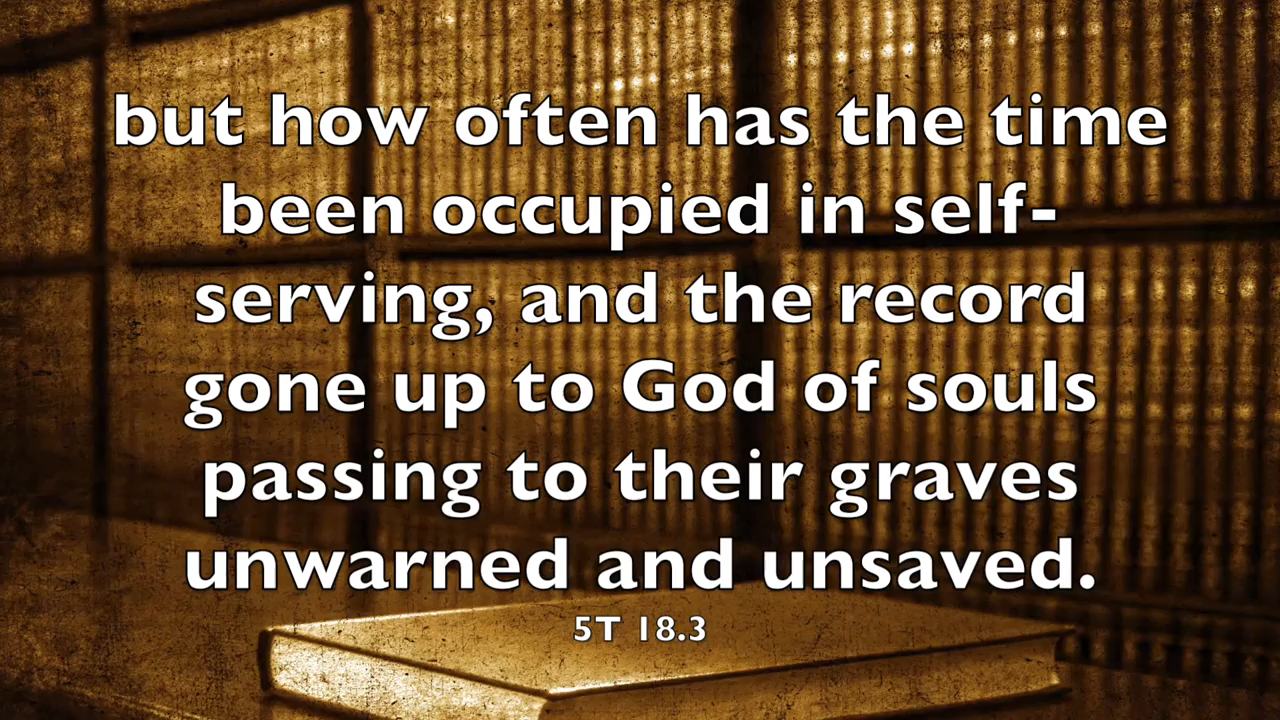 but how often has the time
been occupied in self-
serving, and the record
gone up to God of souls
passing to their graves
unwarned and unsaved.
5T 18.3